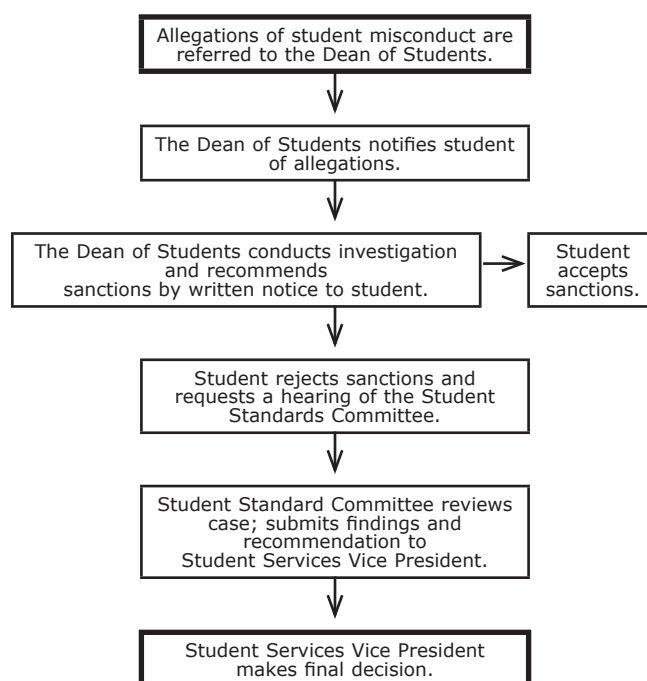 Allegations of student misconduct are
referred to the Dean of Students.
The Dean of Students notifies student
of allegations.
The Dean of Students conducts investigation
and recommends
sanctions by written notice to student.
Student
accepts
sanctions.
Student rejects sanctions and
requests a hearing of the Student
Standards Committee.
Student Standard Committee reviews
case; submits findings and
recommendation to
Student Services Vice President.
Student Services Vice President
makes final decision.